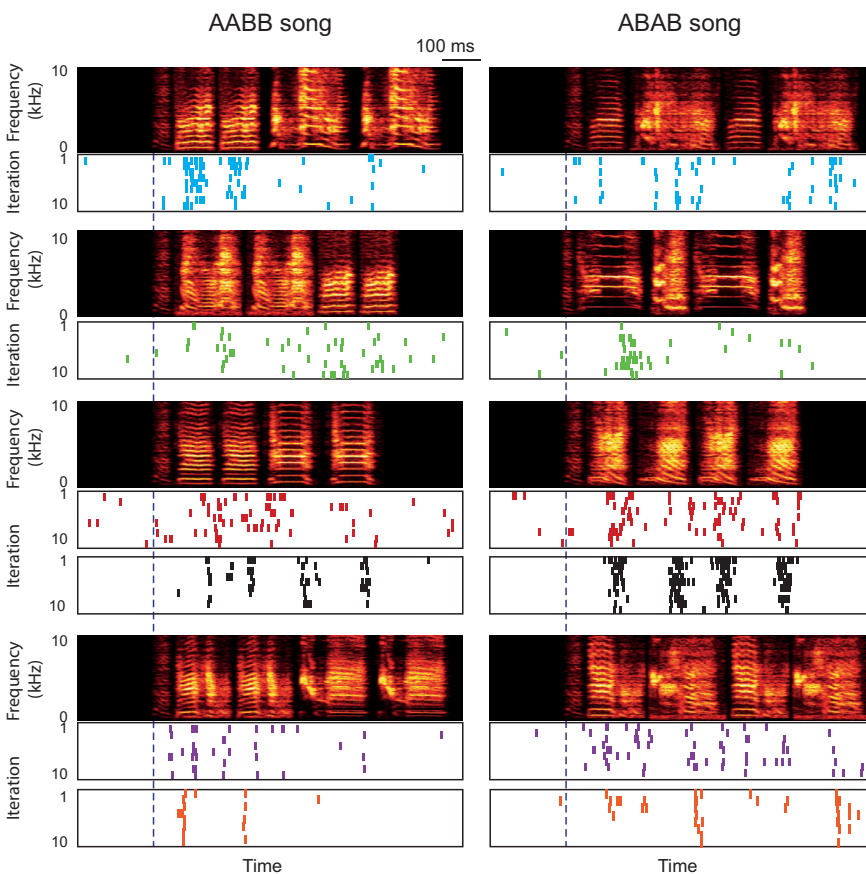 AABB song
ABAB song
100 ms
10
Frequency
(kHz)
0
1
Iteration
10
10
Frequency
(kHz)
0
1
Iteration
10
10
Frequency
(kHz)
0
1
10
Iteration
1
10
10
Frequency
(kHz)
0
1
10
Iteration
1
10
Time
Time